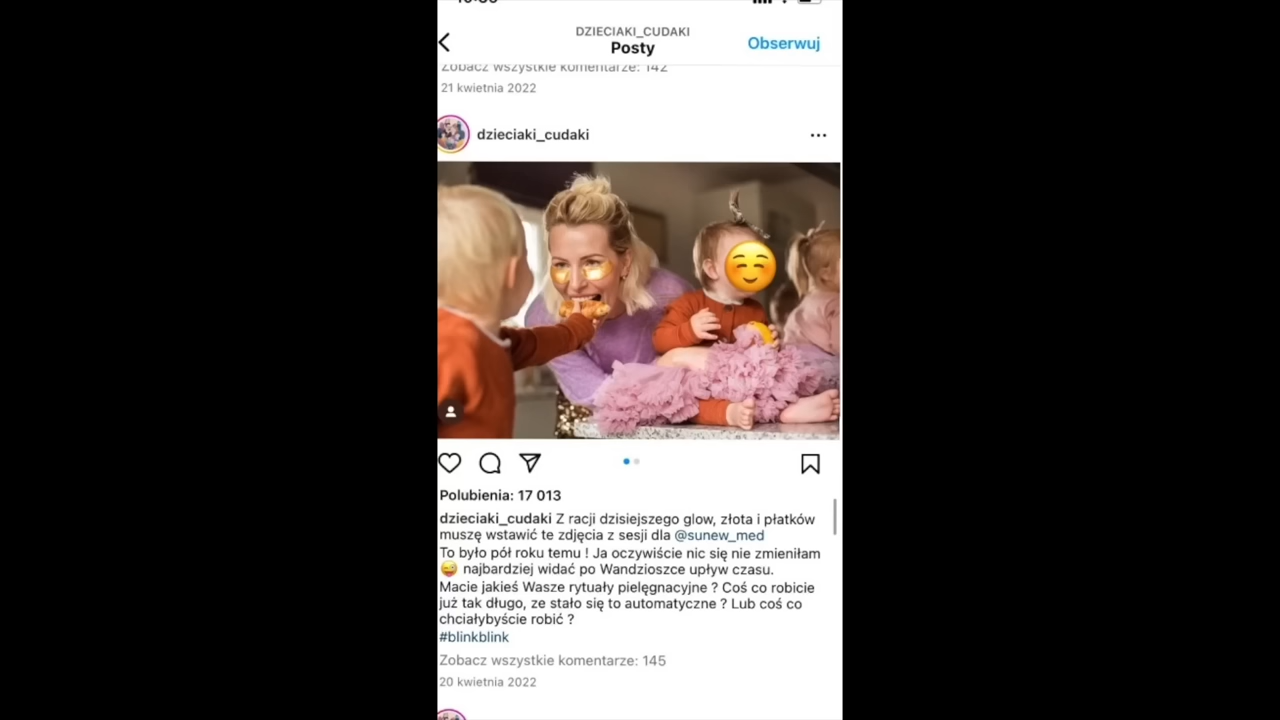 DZIECIAKI_CUDAKI
Posty
Obserwuj
Zobacz wszystkie komentarze: 142
21 kwietnia 2022
dzieciaki_cudaki
Polubienia: 17 013
dzieciaki_cudaki Z racji dzisiejszego glow, złota i płatków
muszę wstawić te zdjęcia z sesji dla @sunew_med
To było pół roku temu ! Ja oczywiście nic się nie zmieniłam
😜 najbardziej widać po Wandzioszce upływ czasu.
Macie jakieś Wasze rytuały pielęgnacyjne ? Coś co robicie
już tak długo, ze stało się to automatyczne ? Lub coś co
chciałybyście robić ?
#blinkblink
Zobacz wszystkie komentarze: 145
20 kwietnia 2022